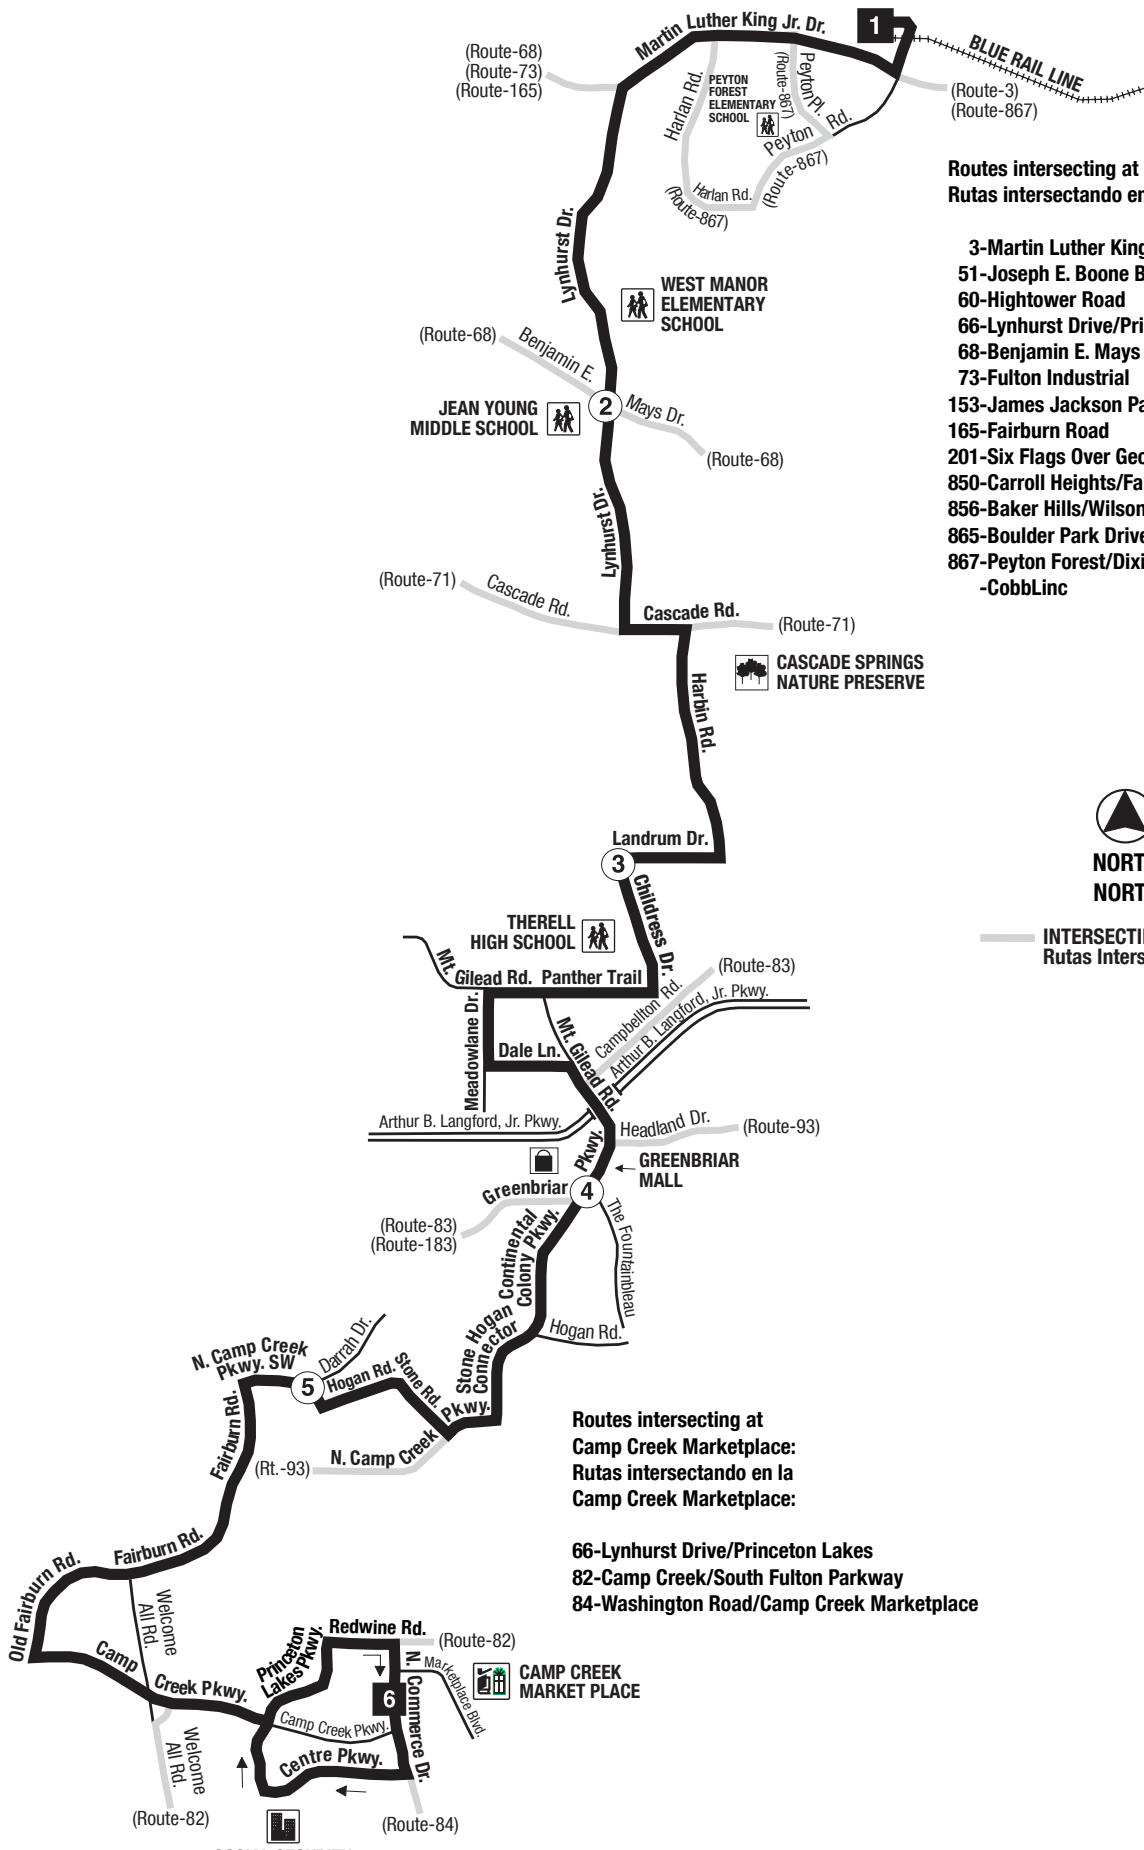 Martin Luther King Jr. Dr.
1
BLUE RAIL LINE
(Route-68)
(Route-73)
(Route-165)
(Route-3)
(Route-867)
Harlan Rd.
PEYTON
FOREST
ELEMENTARY
SCHOOL
Peyton Pl.
(Route-867)
Peyton Rd.
(Route-867)
Harlan Rd.
(Route-867)
Routes intersecting at
Rutas intersectando en
3-Martin Luther King
51-Joseph E. Boone B
60-Hightower Road
66-Lynhurst Drive/Pri
68-Benjamin E. Mays
73-Fulton Industrial
153-James Jackson Pa
165-Fairburn Road
201-Six Flags Over Geo
850-Carroll Heights/Fa
856-Baker Hills/Wilson
865-Boulder Park Drive
867-Peyton Forest/Dixi
-CobbLinc
Lynhurst Dr.
WEST MANOR
ELEMENTARY
SCHOOL
(Route-68)
Benjamin E.
Mays Dr.
2
JEAN YOUNG
MIDDLE SCHOOL
(Route-68)
Lynhurst Dr.
(Route-71)
Cascade Rd.
Cascade Rd.
(Route-71)
CASCADE SPRINGS
NATURE PRESERVE
Harbin Rd.
NORT
NORT
INTERSECTI
Rutas Inters
Landrum Dr.
3
Childress Dr.
THERELL
HIGH SCHOOL
Mt. Gilead Rd.
Panther Trail
(Route-83)
Campbellton Rd.
Arthur B. Langford, Jr. Pkwy.
Meadowlane Dr.
Dale Ln.
Mt. Gilead Rd.
Arthur B. Langford, Jr. Pkwy.
Headland Dr.
(Route-93)
GREENBRIAR
MALL
Greenbriar Pkwy.
4
(Route-83)
(Route-183)
Continental
Colony Pkwy.
The Fountainbleau
Hogan Rd.
Stone Hogan
Connector
N. Camp Creek
Pkwy. SW
Darrah Dr.
5
Hogan Rd.
Stone Rd.
N. Camp Creek Pkwy.
(Rt.-93)
Fairburn Rd.
Fairburn Rd.
Old Fairburn Rd.
Routes intersecting at
Camp Creek Marketplace:
Rutas intersectando en la
Camp Creek Marketplace:
66-Lynhurst Drive/Princeton Lakes
82-Camp Creek/South Fulton Parkway
84-Washington Road/Camp Creek Marketplace
Welcome
All Rd.
Camp Creek Pkwy.
Princeton
Lakes Pkwy.
Redwine Rd.
(Route-82)
Marketplace Blvd.
CAMP CREEK
MARKET PLACE
6
N. Commerce Dr.
Camp Creek Pkwy.
Centre Pkwy.
Welcome
All Rd.
(Route-82)
(Route-84)